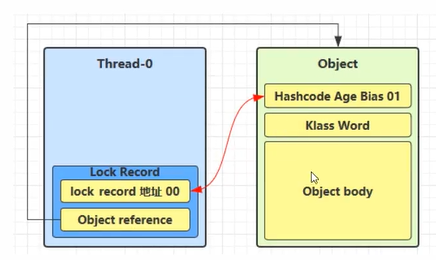 Thread-0
Lock Record
lock record 地址 00
Object reference
Object
Hashcode Age Bias 01
Klass Word
Object body